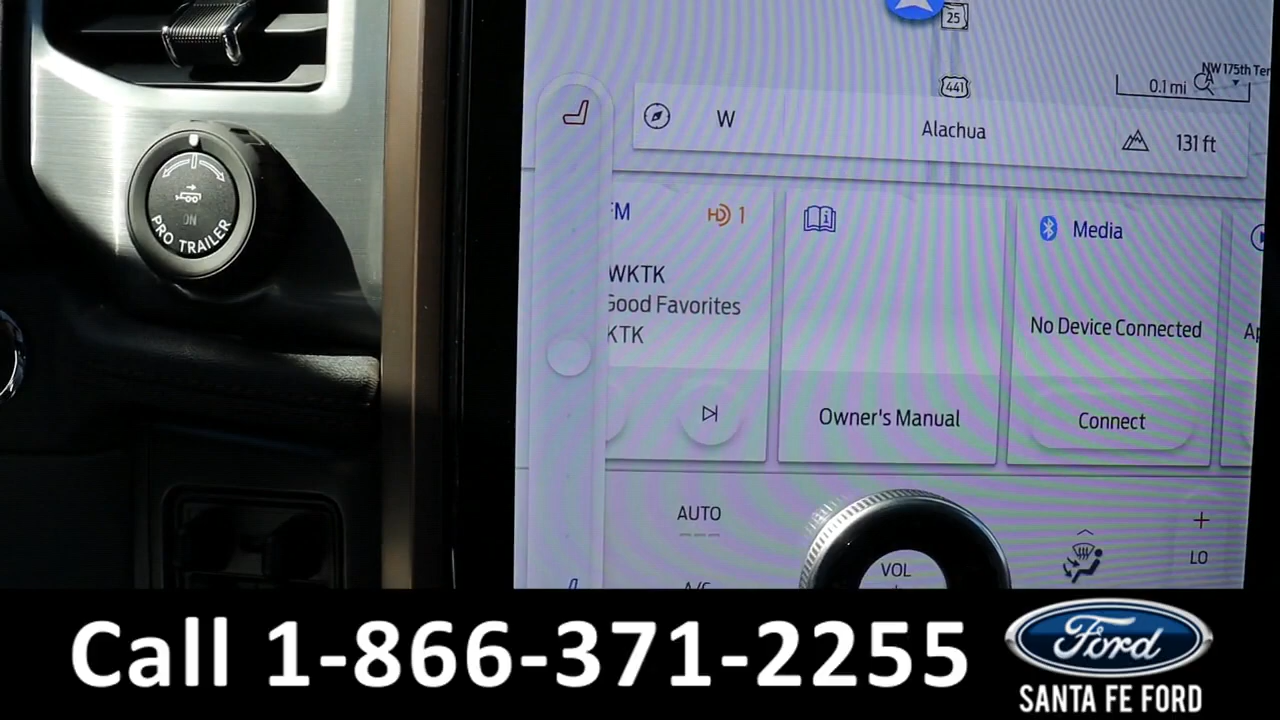 25
441
NW 175th Ter
0.1 mi
W
Alachua
131 ft
ON
PRO TRAILER
FM
HD 1
WKTK
Good Favorites
KTK
Owner's Manual
Media
No Device Connected
Connect
AUTO
A/C
VOL
+
LO
Call 1-866-371-2255
Ford
SANTA FE FORD